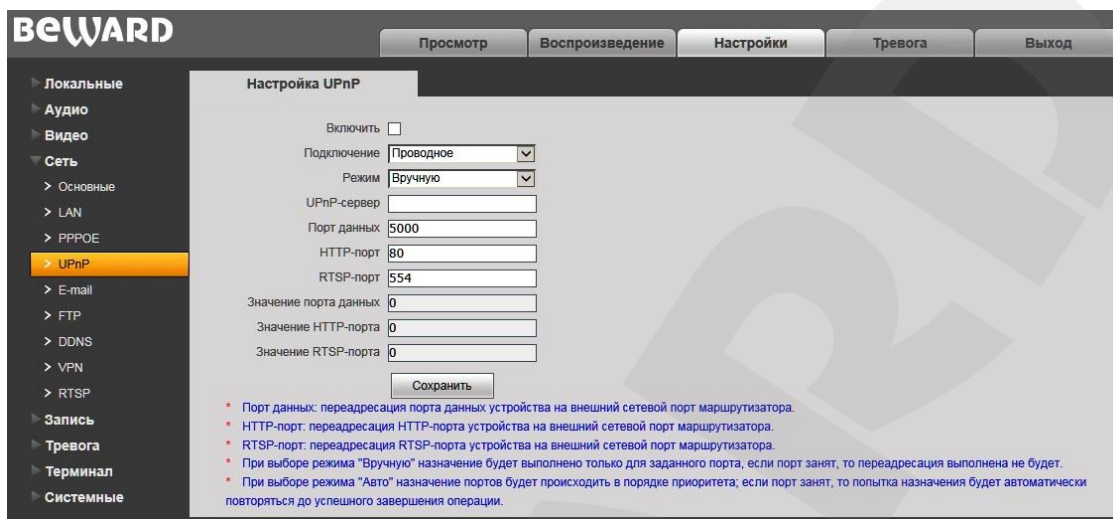 BEWARD
Просмотр Воспроизведение Настройки Тревога Выход
Локальные
Аудио
Видео
Сеть
Основные
LAN
PPPOE
UPnP
E-mail
FTP
DDNS
VPN
RTSP
Запись
Тревога
Терминал
Системные
Настройка UPnP
Включить
Подключение Проводное
Режим Вручную
UPnP-сервер
Порт данных 5000
HTTP-порт 80
RTSP-порт 554
Значение порта данных 0
Значение HTTP-порта 0
Значение RTSP-порта 0
Сохранить
* Порт данных: переадресация порта данных устройства на внешний сетевой порт маршрутизатора.
* HTTP-порт: переадресация HTTP-порта устройства на внешний сетевой порт маршрутизатора.
* RTSP-порт: переадресация RTSP-порта устройства на внешний сетевой порт маршрутизатора.
* При выборе режима "Вручную" назначение будет выполнено только для заданного порта, если порт занят, то переадресация выполнена не будет.
* При выборе режима "Авто" назначение портов будет происходить в порядке приоритета; если порт занят, то попытка назначения будет автоматически
повторяться до успешного завершения операции.